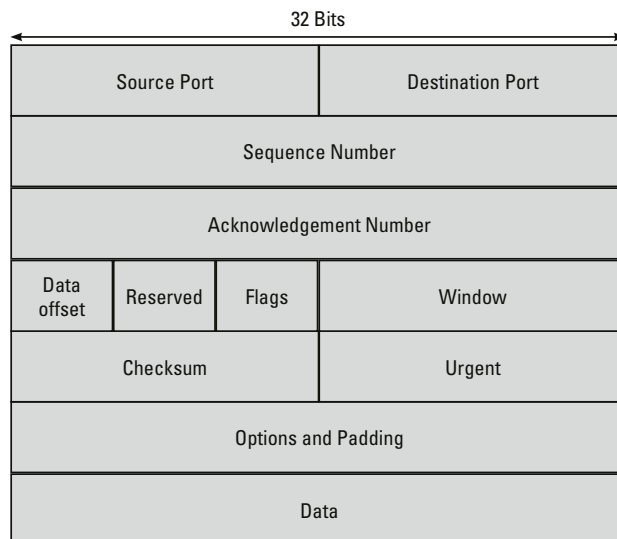 32 Bits
Source Port
Destination Port
Sequence Number
Acknowledgement Number
Data
offset
Reserved
Flags
Window
Checksum
Urgent
Options and Padding
Data